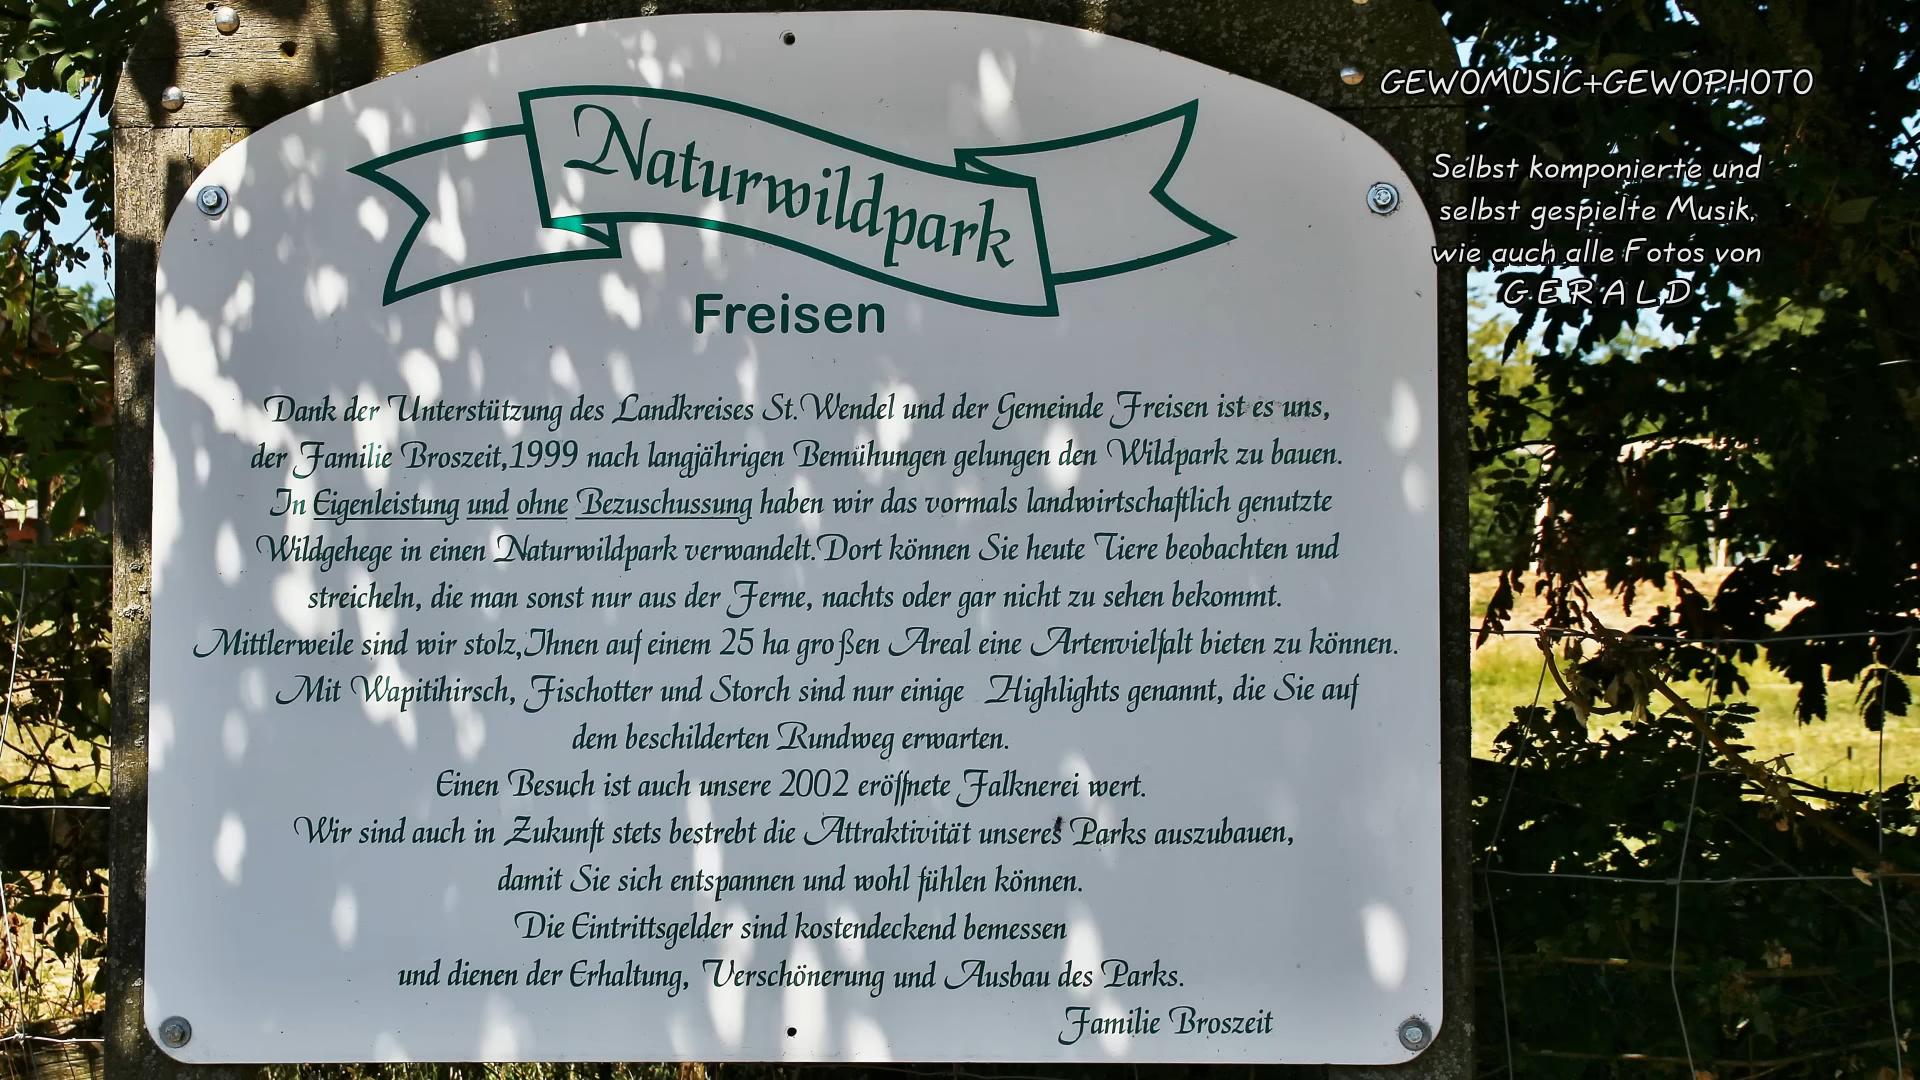 GEWOMUSIC+GEWOPHOTO
Selbst komponierte und
selbst gespielte Musik,
wie auch alle Fotos von
GERALD
Naturwildpark
Freisen
Dank der Unterstützung des Landkreises St. Wendel und der Gemeinde Freisen ist es uns,
der Familie Broszeit, 1999 nach langjährigen Bemühungen gelungen den Wildpark zu bauen.
In Eigenleistung und ohne Bezuschussung haben wir das vormals landwirtschaftlich genutzte
Wildgehege in einen Naturwildpark verwandelt. Dort können Sie heute Tiere beobachten und
streicheln, die man sonst nur aus der Ferne, nachts oder gar nicht zu sehen bekommt.
Mittlerweile sind wir stolz, Ihnen auf einem 25 ha großen Areal eine Artenvielfalt bieten zu können.
Mit Wapitihirsch, Fischotter und Storch sind nur einige Highlights genannt, die Sie auf
dem beschilderten Rundweg erwarten.
Einen Besuch ist auch unsere 2002 eröffnete Falknerei wert.
Wir sind auch in Zukunft stets bestrebt die Attraktivität unseres Parks auszubauen,
damit Sie sich entspannen und wohl fühlen können.
Die Eintrittsgelder sind kostendeckend bemessen
und dienen der Erhaltung, Verschönerung und Ausbau des Parks.
Familie Broszeit